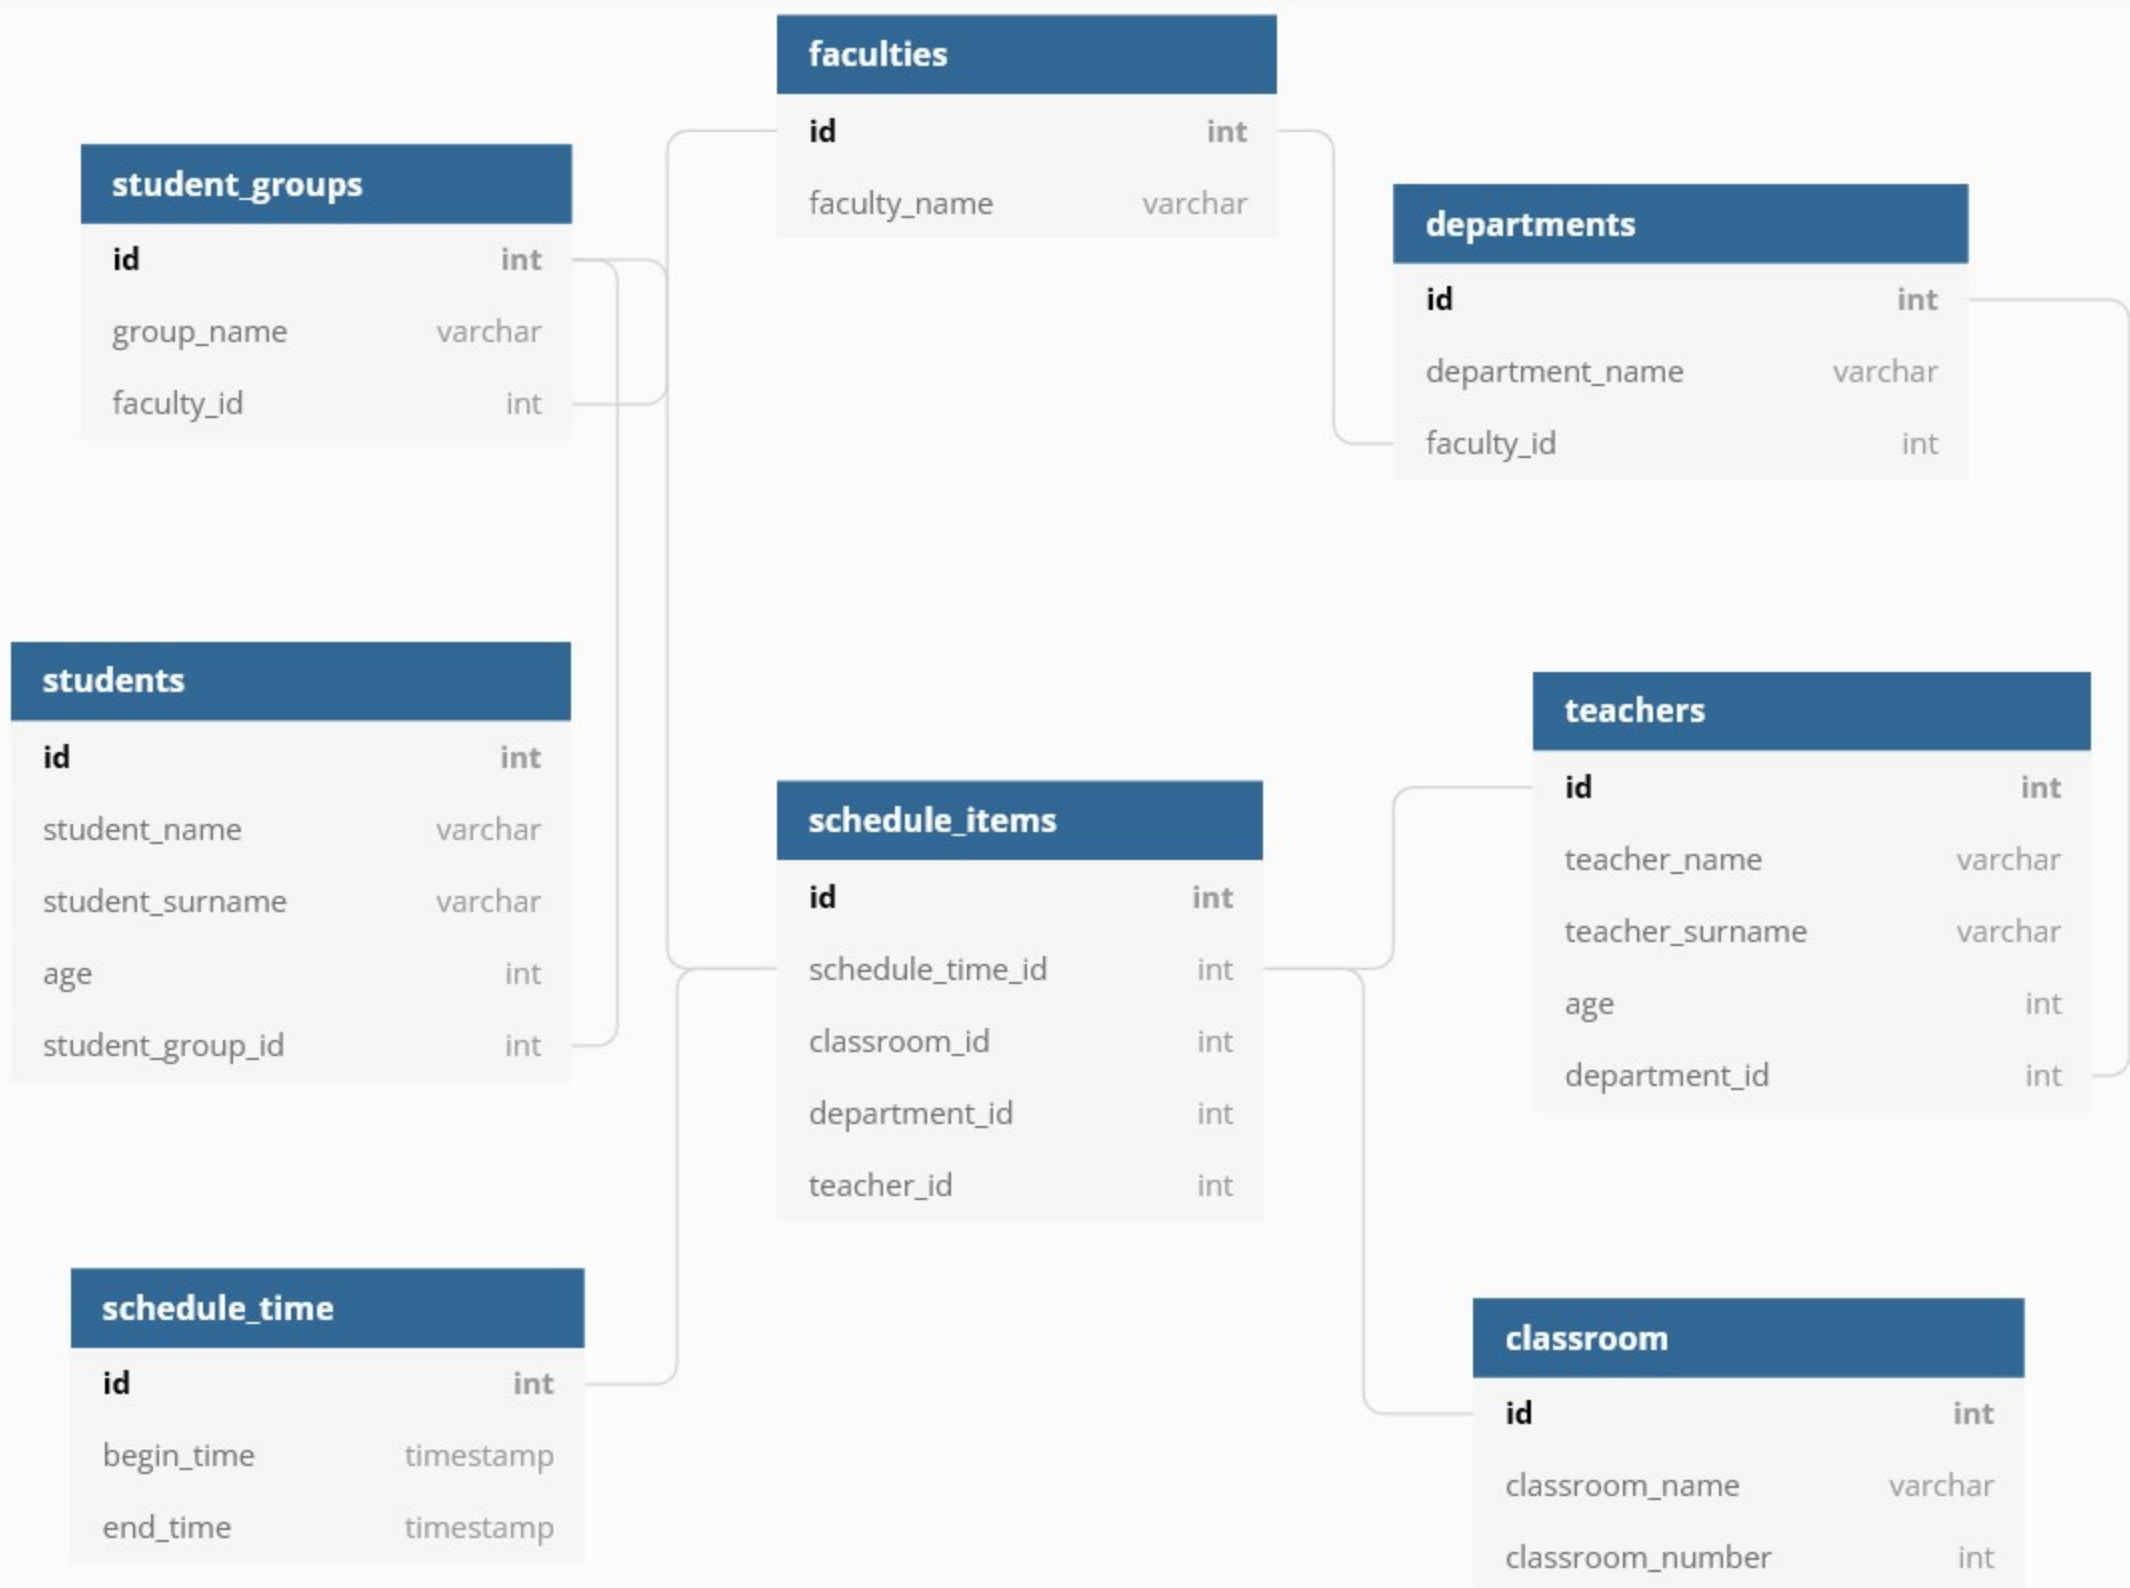 faculties
id int
faculty_name varchar
student_groups
id int
group_name varchar
faculty_id int
departments
id int
department_name varchar
faculty_id int
students
id int
student_name varchar
student_surname varchar
age int
student_group_id int
teachers
id int
teacher_name varchar
teacher_surname varchar
age int
department_id int
schedule_items
id int
schedule_time_id int
classroom_id int
department_id int
teacher_id int
schedule_time
id int
begin_time timestamp
end_time timestamp
classroom
id int
classroom_name varchar
classroom_number int